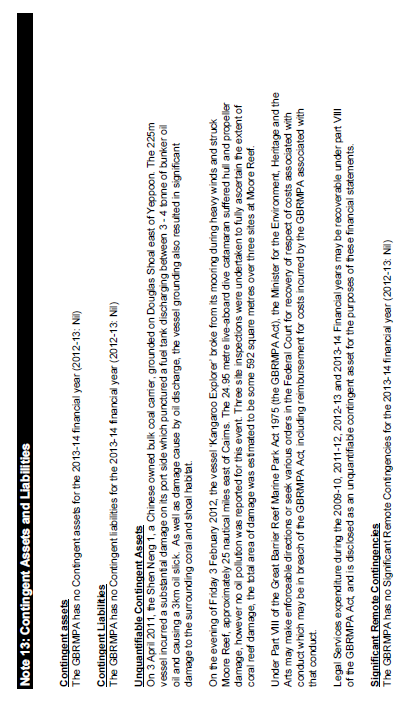 Note 13: Contingent Assets and Liabilities
Contingent assets
The GBRMPA has no Contingent assets for the 2013-14 financial year (2012-13: Nil)
Contingent Liabilities
The GBRMPA has no Contingent liabilities for the 2013-14 financial year (2012-13: Nil)
Unquantifiable Contingent Assets
On 3 April 2011, the Shen Neng 1, a Chinese owned bulk coal carrier, grounded on Douglas Shoal east of Yeppoon. The 225m
vessel incurred a substantial damage on its port side which punctured a fuel tank discharging between 3 - 4 tonne of bunker oil
oil and causing a 3km oil slick. As well as damage cause by oil discharge, the vessel grounding also resulted in significant
damage to the surrounding coral and shoal habitat.
On the evening of Friday 3 February 2012, the vessel 'Kangaroo Explorer' broke from its mooring during heavy winds and struck
Moore Reef, approximately 25 nautical miles east of Cairns. The 24.95 metre live-aboard dive catamaran suffered hull and propeller
damage, however no oil pollution was reported for this event. Three site inspections were undertaken to fully ascertain the extent of
coral reef damage, the total area of damage was estimated to be some 592 square metres over three sites at Moore Reef.
Under Part VIII of the Great Barrier Reef Marine Park Act 1975 (the GBRMPA Act), the Minister for the Environment, Heritage and the
Arts may make enforceable directions or seek various orders in the Federal Court for recovery of respect of costs associated with
conduct which may be in breach of the GBRMPA Act, including reimbursement for costs incurred by the GBRMPA associated with
that conduct.
Legal Services expenditure during the 2009-10, 2011-12, 2012-13 and 2013-14 Financial years may be recoverable under part VIII
of the GBRMPA Act, and is disclosed as an unquantifiable contingent asset for the purposes of these financial statements.
Significant Remote Contingencies
The GBRMPA has no Significant Remote Contingencies for the 2013-14 financial year (2012-13: Nil)